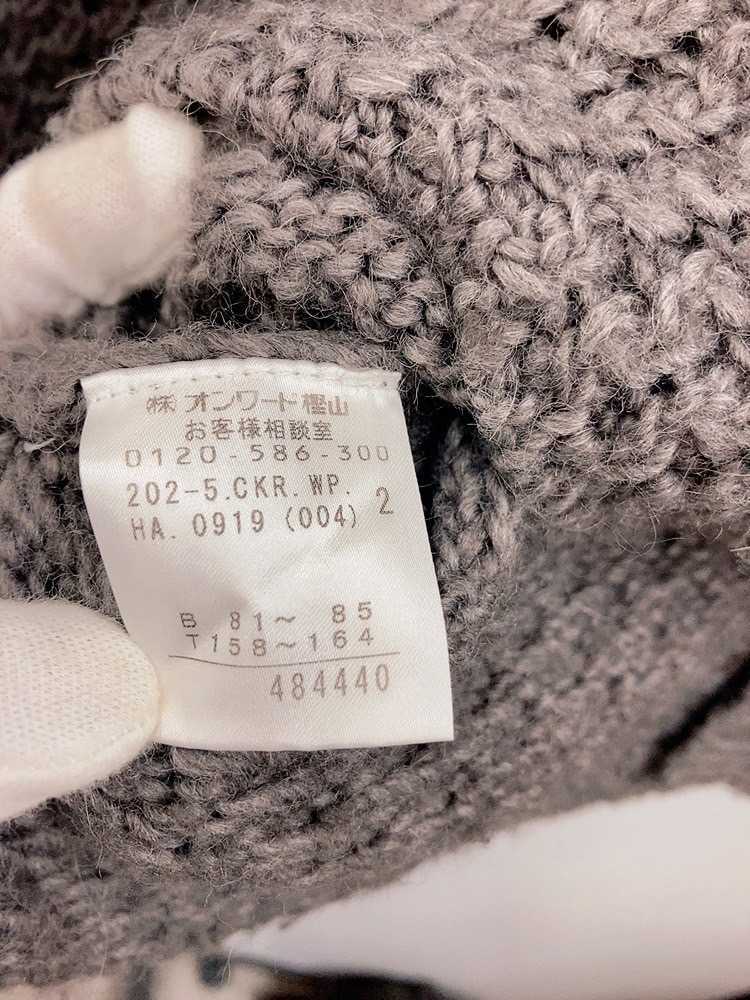 ㈱ オンワード樫山
お客様相談室
0120-586-300
202-5.CKR.WP. 2
HA. 0919 (004)
B 81～ 85
T158～164
484440